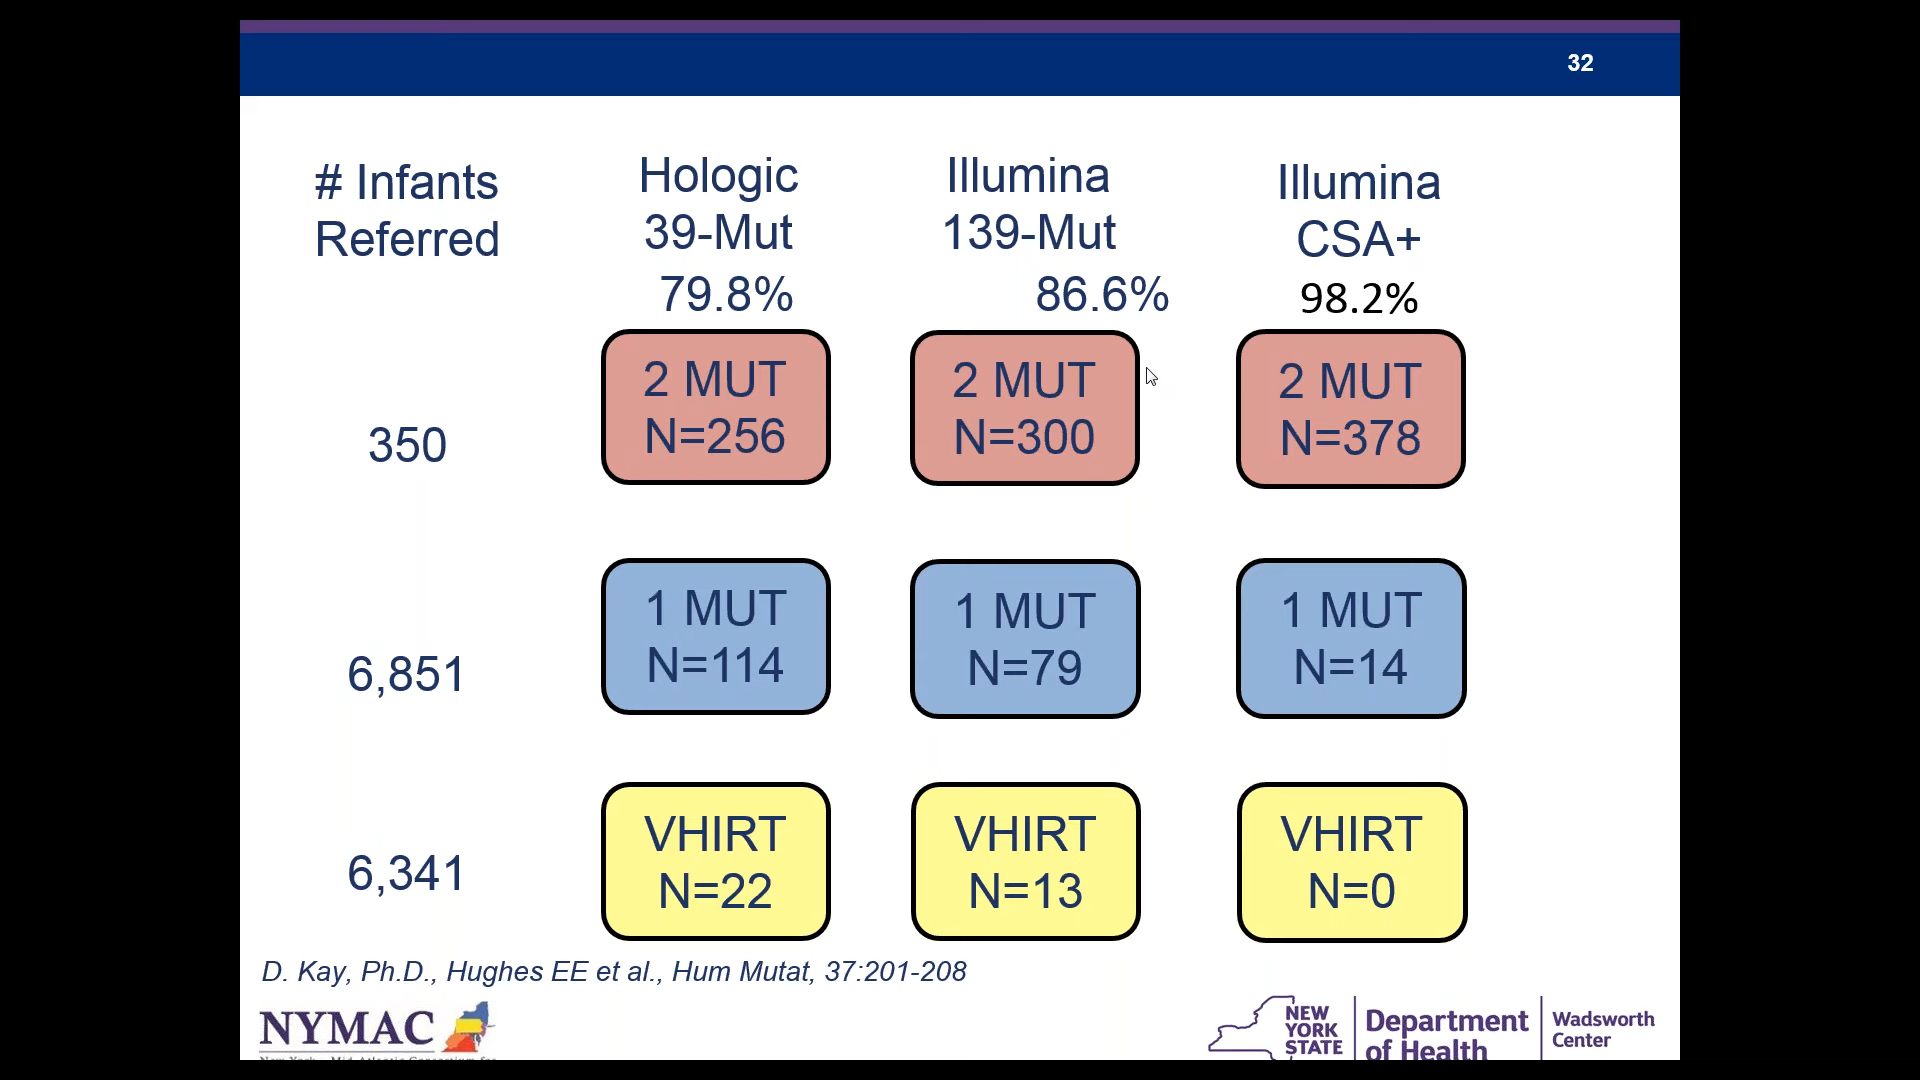 32
# Infants
Referred
Hologic
39-Mut
79.8%
Illumina
139-Mut
86.6%
Illumina
CSA+
98.2%
350
2 MUT
N=256
2 MUT
N=300
2 MUT
N=378
6,851
1 MUT
N=114
1 MUT
N=79
1 MUT
N=14
6,341
VHIRT
N=22
VHIRT
N=13
VHIRT
N=0
D. Kay, Ph.D., Hughes EE et al., Hum Mutat, 37:201-208
NYMAC
NEW
YORK
STATE
Department
of Health
Wadsworth
Center